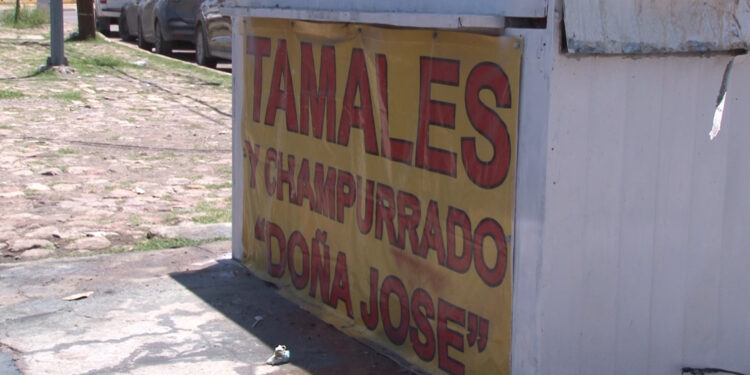 TAMALES
Y CHAMPURRADO
"DOÑA JOSE"